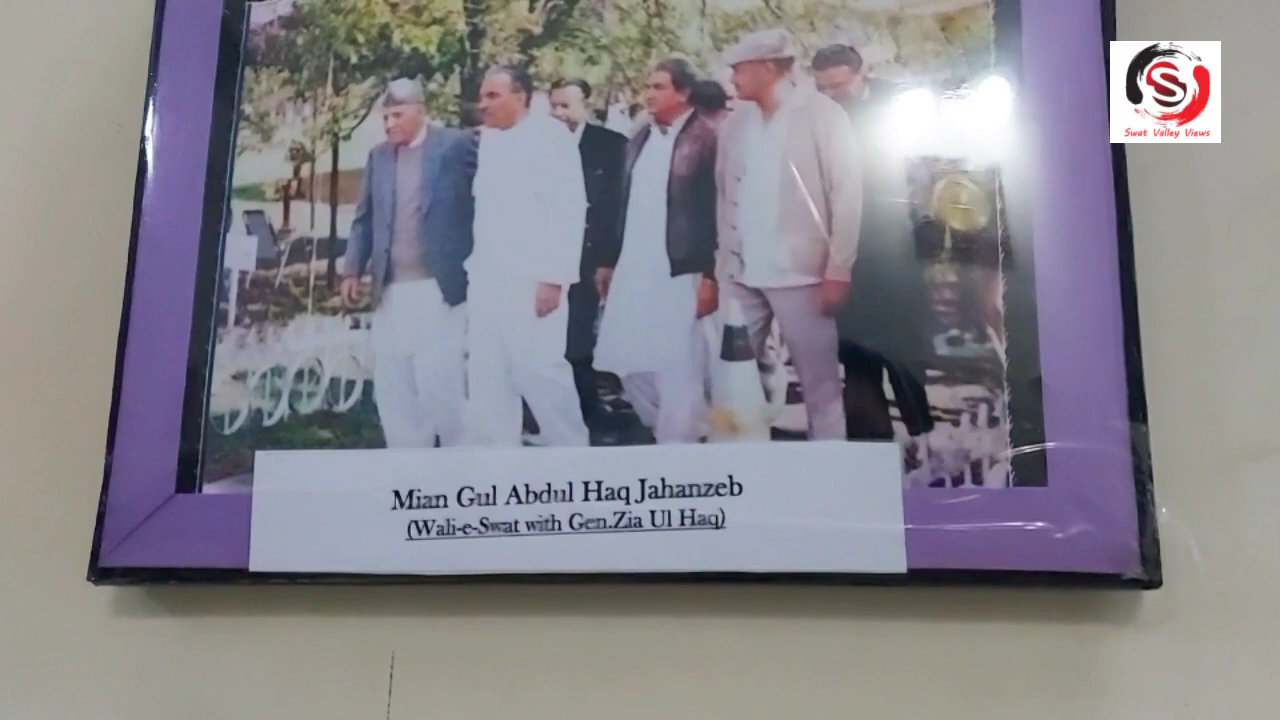 S
Swat Valley Views
Mian Gul Abdul Haq Jahanzeb
(Wali-e-Swat with Gen.Zia Ul Haq)